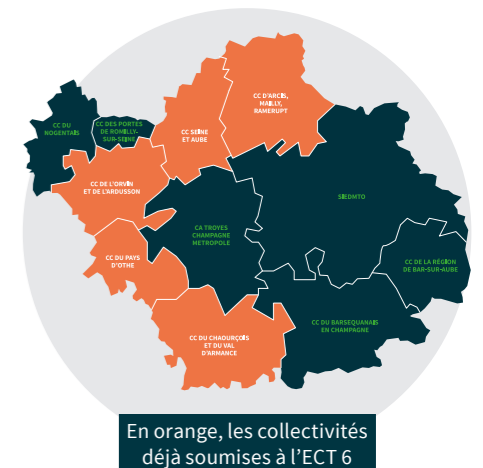 CC D'ARCIS,
MAILLY,
RAMERUPT
CC DU
NOGENTAIS
CC DES PORTES
DE ROMILLY-
SUR-SEINE
CC SEINE
ET AUBE
CC DE L'ORVIN
ET DE L'ARDUSSON
SIEDMTO
CA TROYES
CHAMPAGNE
METROPOLE
CC DU PAYS
D'OTHE
CC DE LA RÉGION
DE BAR-SUR-AUBE
CC DU BARSEQUANAIS
EN CHAMPAGNE
CC DU CHAOURÇOIS
ET DU VAL
D'ARMANCE
En orange, les collectivités
déjà soumises à l'ECT 6